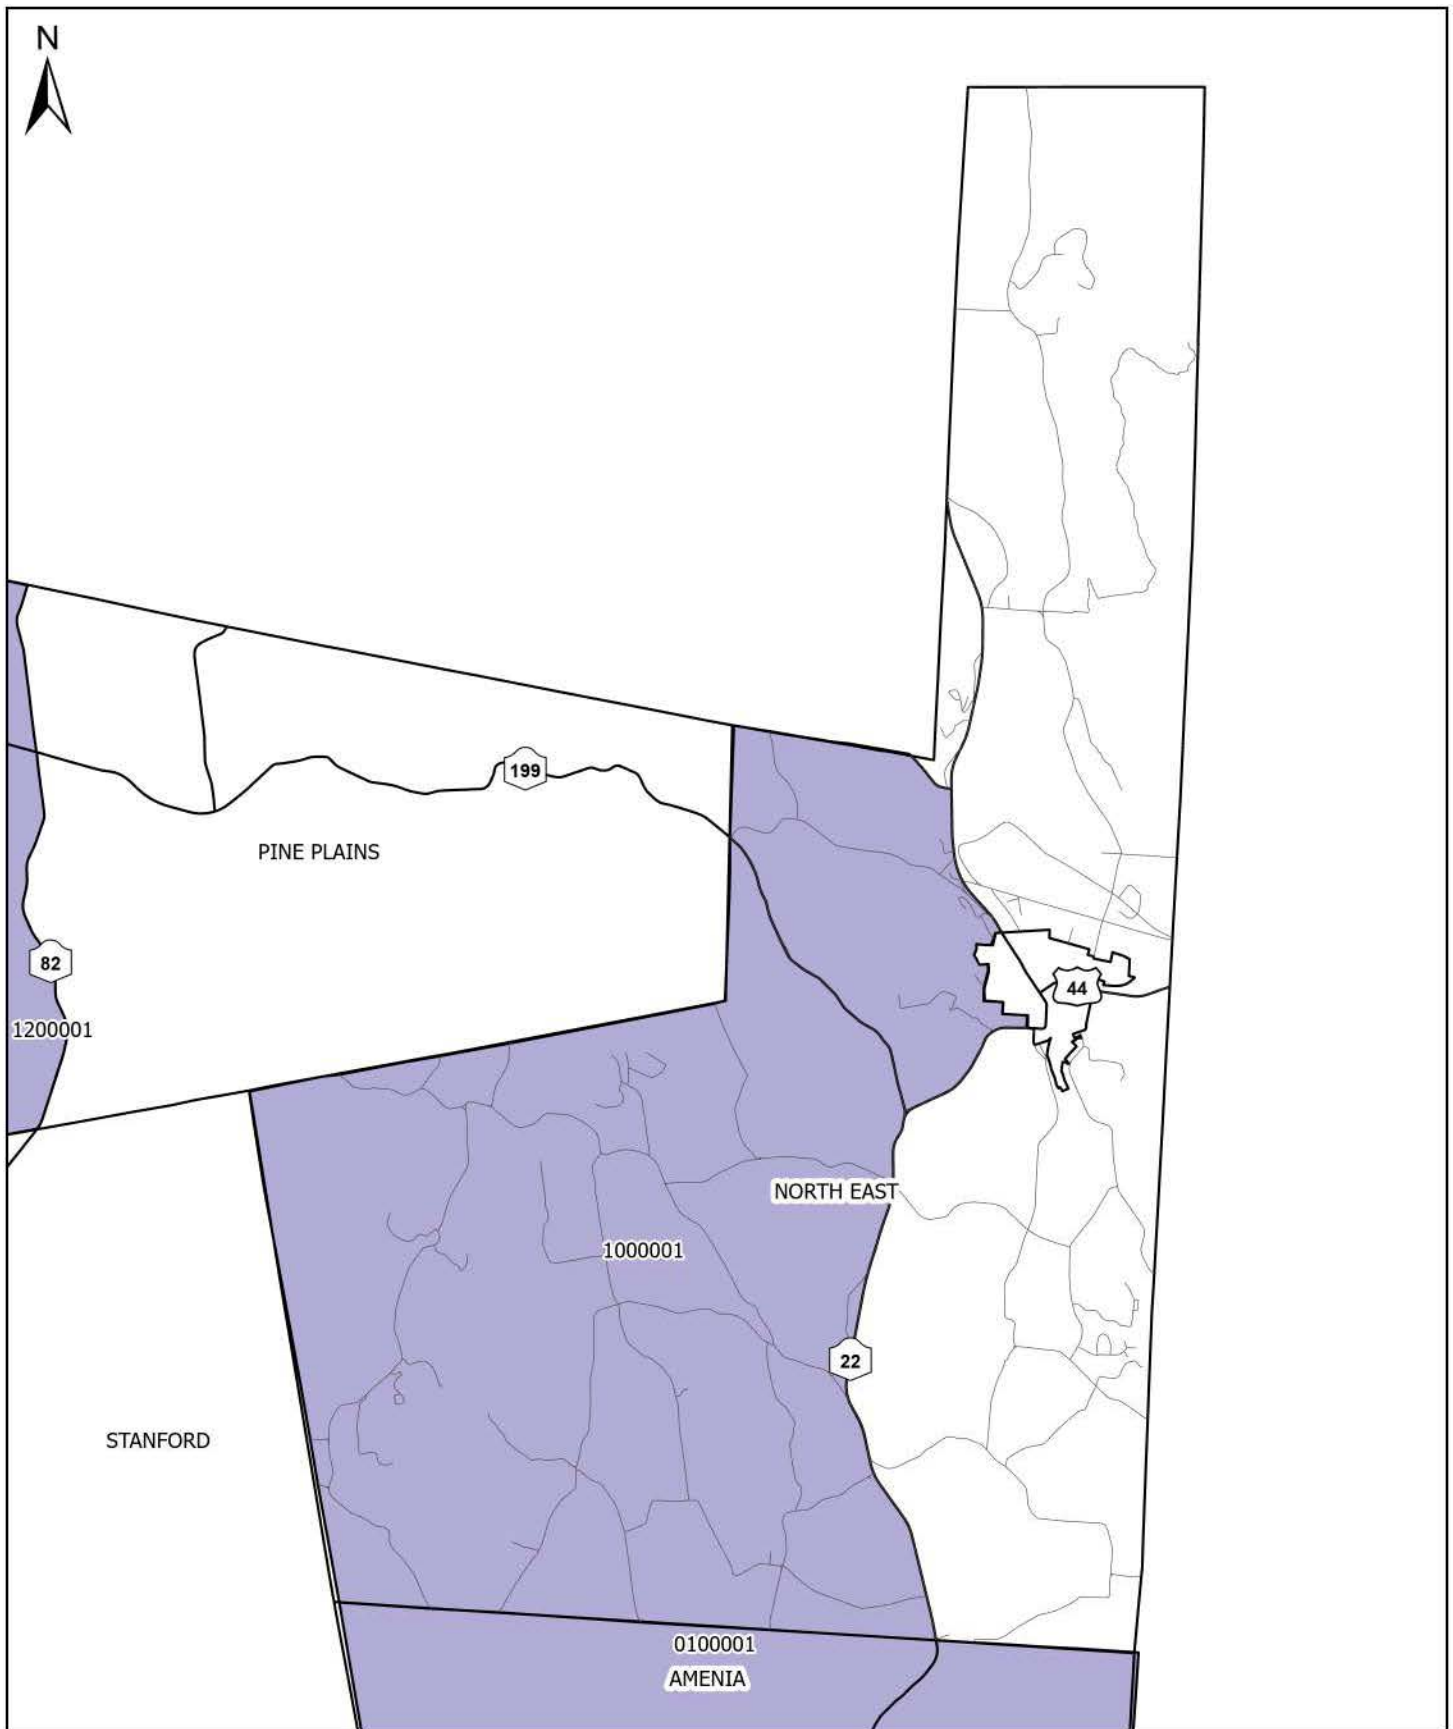 N
199
PINE PLAINS
82
44
1200001
NORTH EAST
1000001
22
STANFORD
0100001
AMENIA